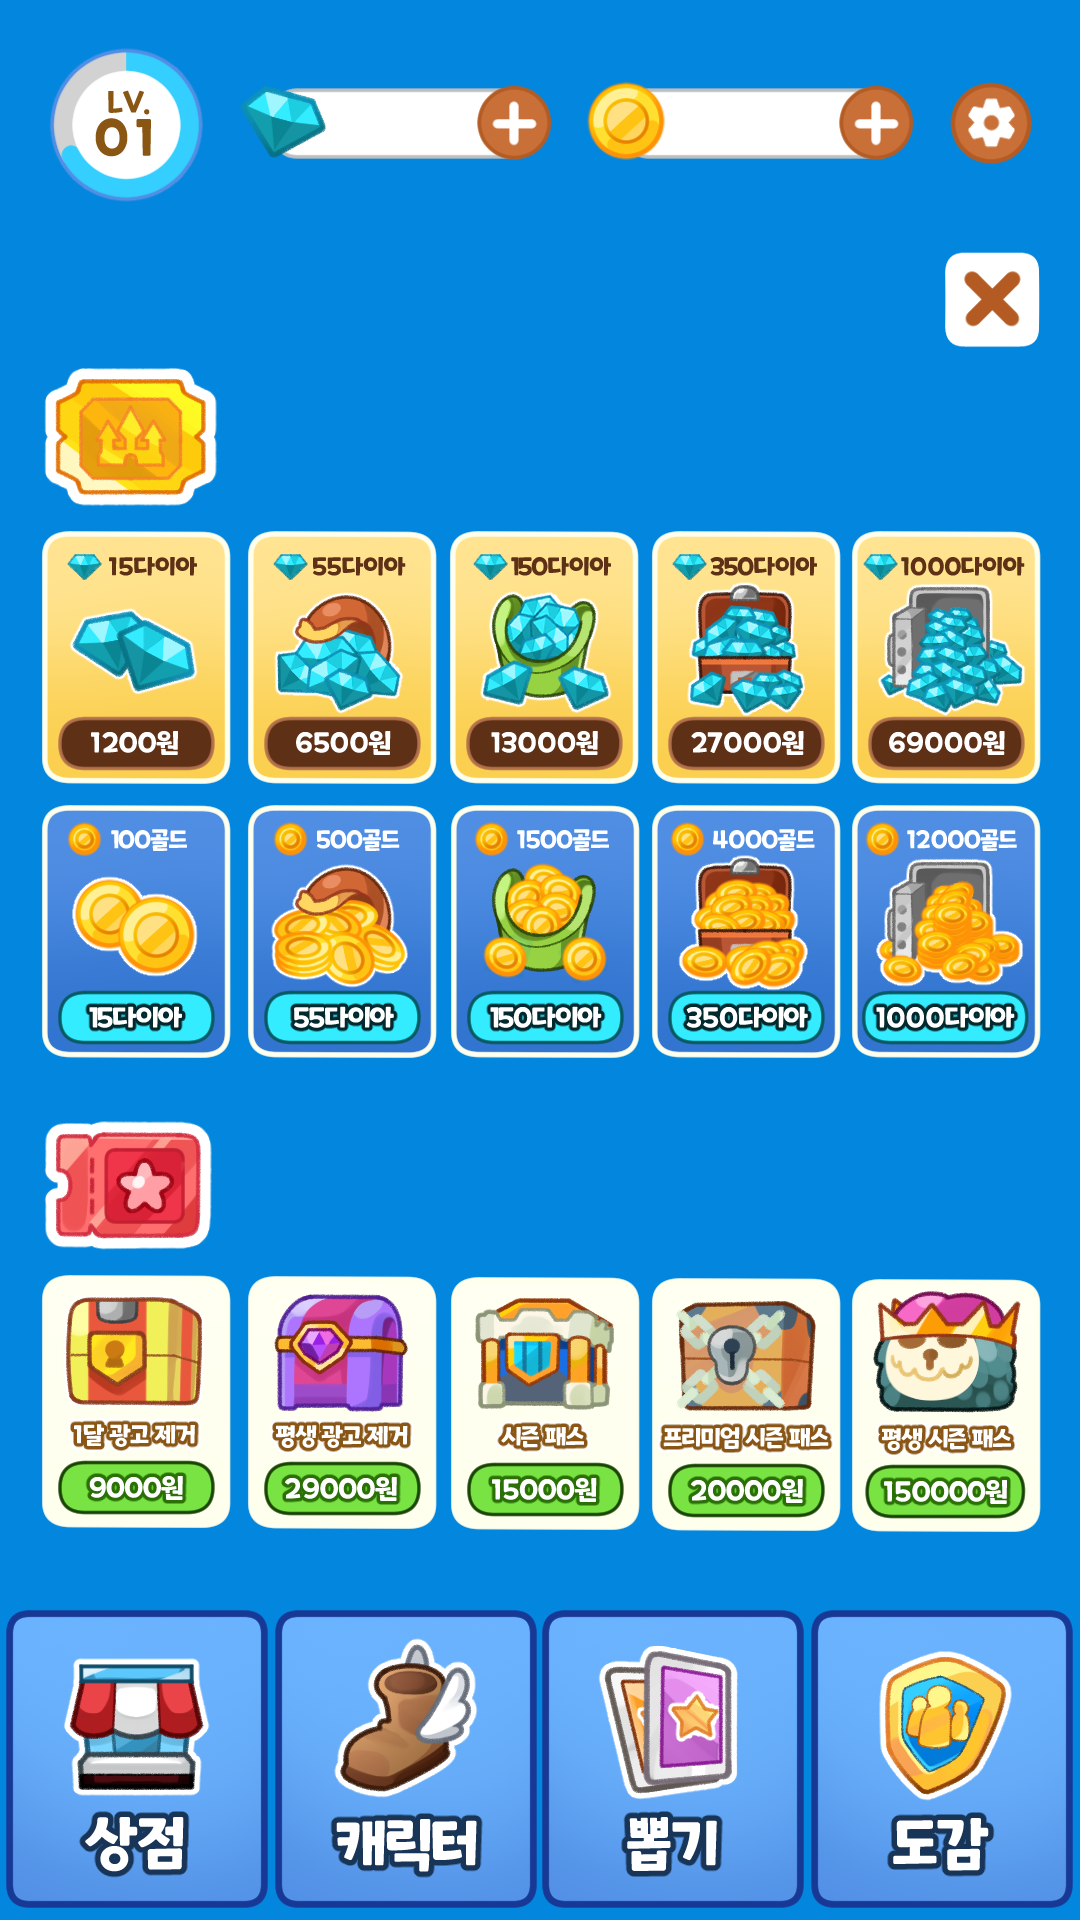 LV.
01
15다이아
55다이아
150다이아
350다이아
1000다이아
1200원
6500원
13000원
27000원
69000원
100골드
500골드
1500골드
4000골드
12000골드
15다이아
55다이아
150다이아
350다이아
1000다이아
1달 광고 제거
평생 광고 제거
시즌 패스
프리미엄 시즌 패스
평생 시즌 패스
9000원
29000원
15000원
20000원
150000원
상점
캐릭터
뽑기
도감